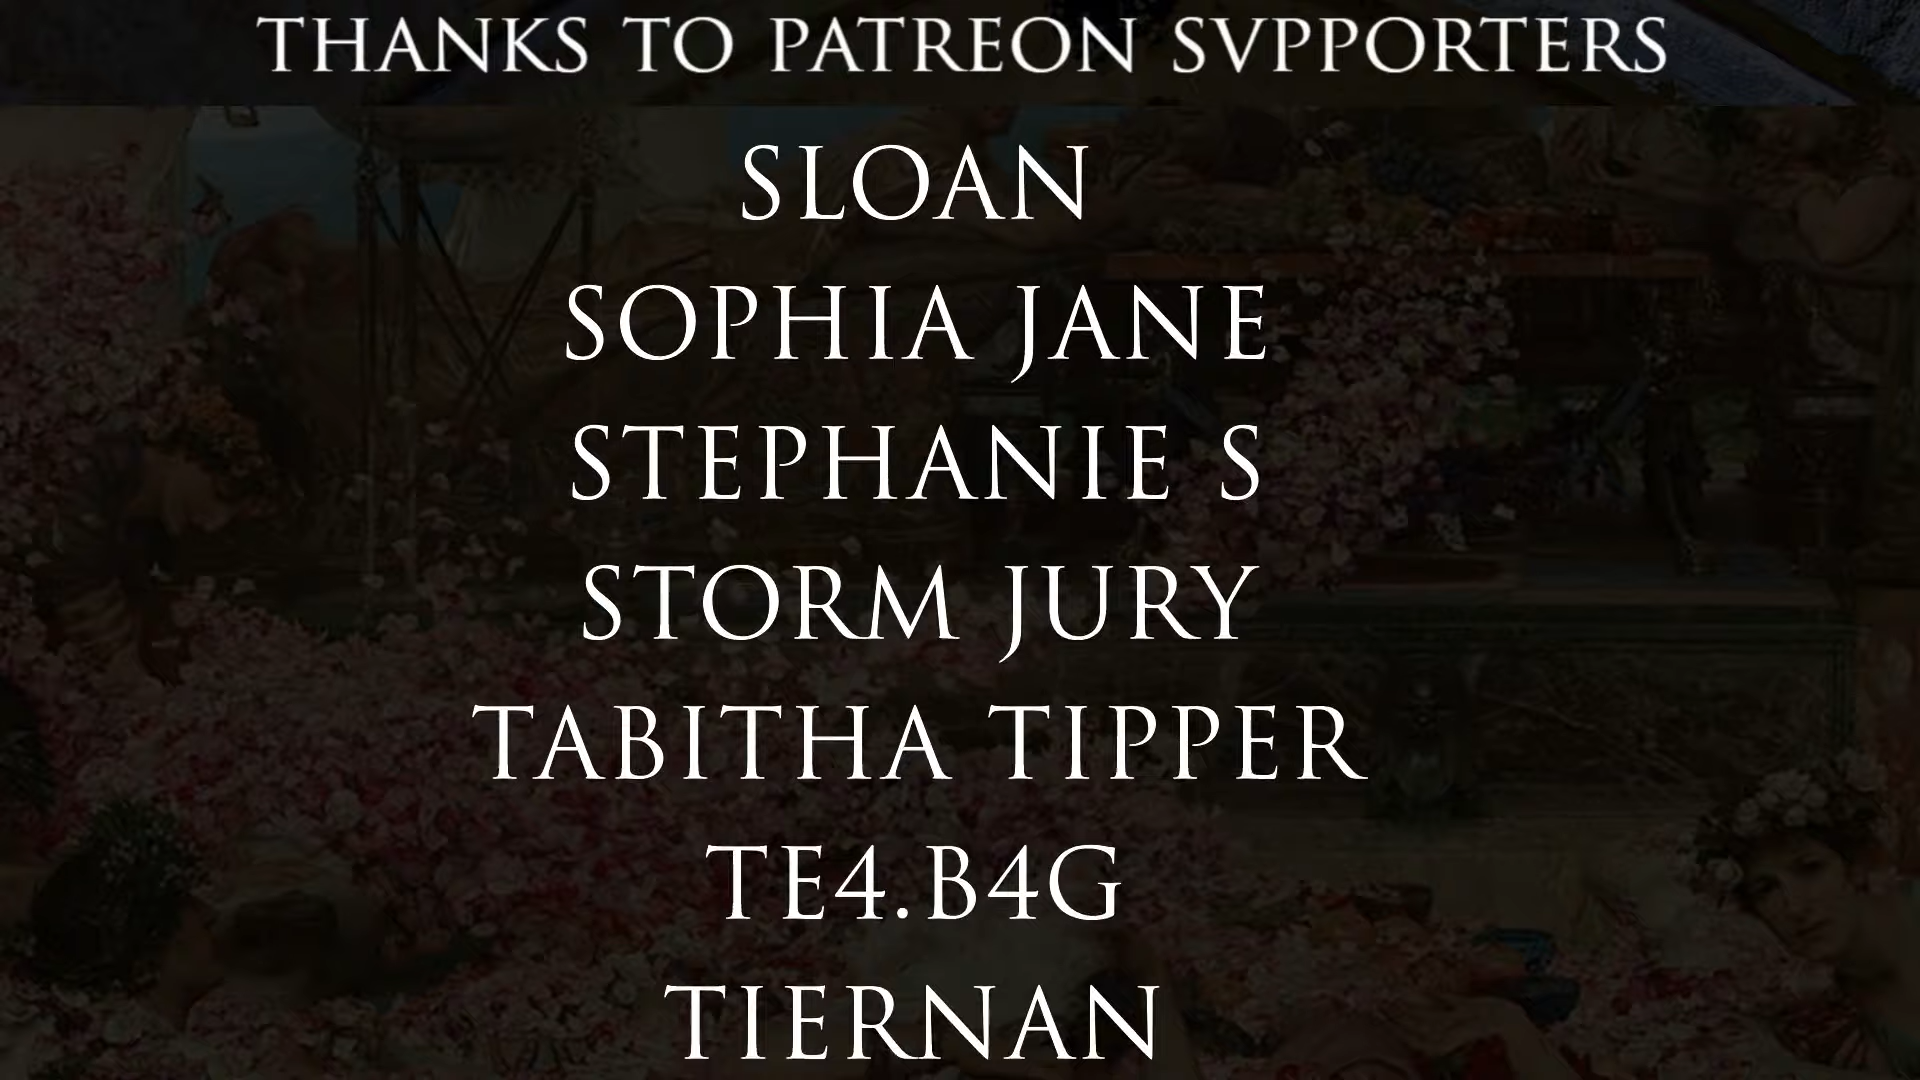 THANKS TO PATREON SVPPORTERS
SLOAN
SOPHIA JANE
STEPHANIE S
STORM JURY
TABITHA TIPPER
TE4.B4G
TIERNAN